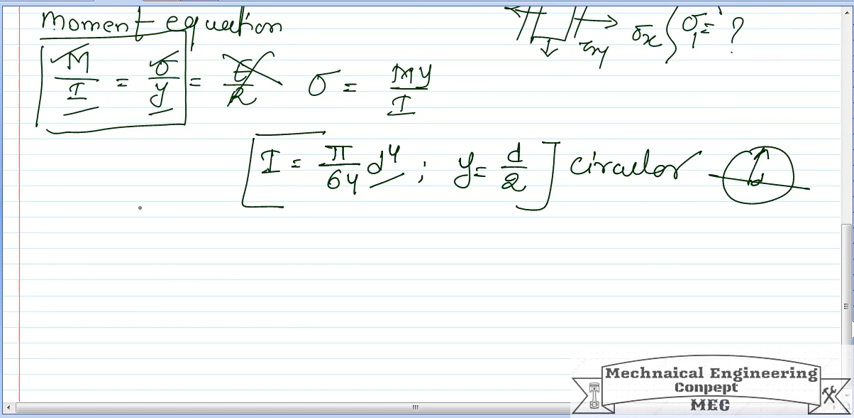 moment equation
σx } σ1 = ?
τxy
M/I = σ/y = E/R σ = My/I
[ I = π/64 d⁴ ; y = d/2 ] circular d
Mechnaical Engineering
Conpept
MEC